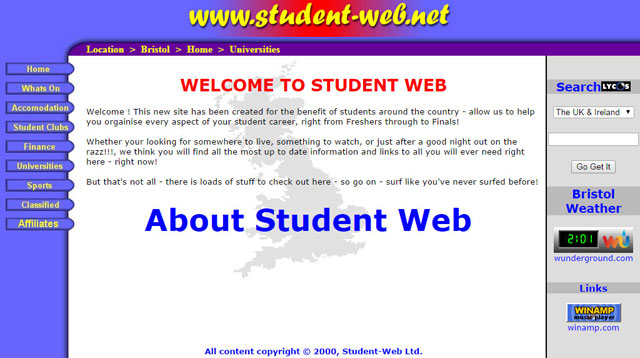 www.student-web.net
Location > Bristol > Home > Universities
Home
Whats On
Accomodation
Student Clubs
Finance
Universities
Sports
Classified
Affiliates
WELCOME TO STUDENT WEB
Welcome ! This new site has been created for the benefit of students around the country - allow us to help
you orgainise every aspect of your student career, right from Freshers through to Finals!
Whether your looking for somewhere to live, something to watch, or just after a good night out on the
razz!!!, we think you will find all the most up to date information and links to all you will ever need right
here - right now!
But that's not all - there is loads of stuff to check out here - so go on - surf like you've never surfed before!
About Student Web
All content copyright © 2000, Student-Web Ltd.
Search LYCOS
The UK & Ireland
Go Get It
Bristol
Weather
2:01 wu
wunderground.com
Links
WINAMP
music player
winamp.com